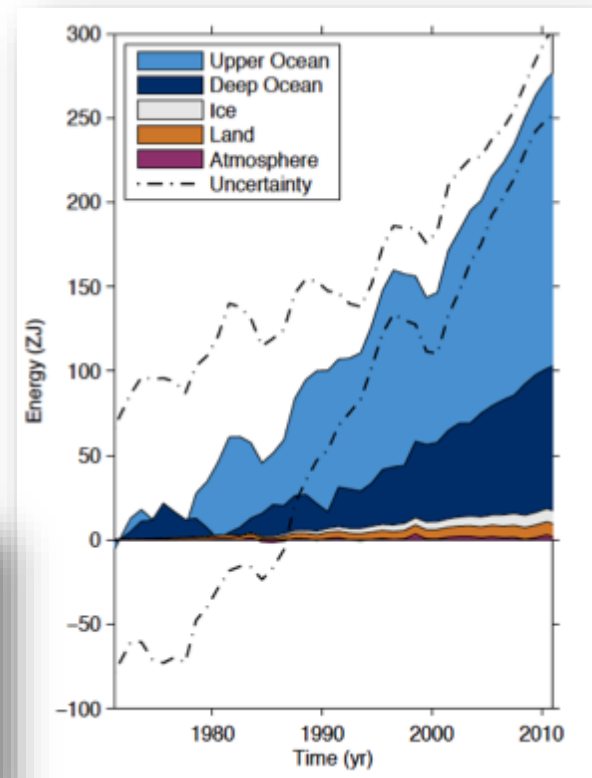 300
250
200
150
100
50
0
−50
−100
Energy (ZJ)
Upper Ocean
Deep Ocean
Ice
Land
Atmosphere
Uncertainty
1980 1990 2000 2010
Time (yr)